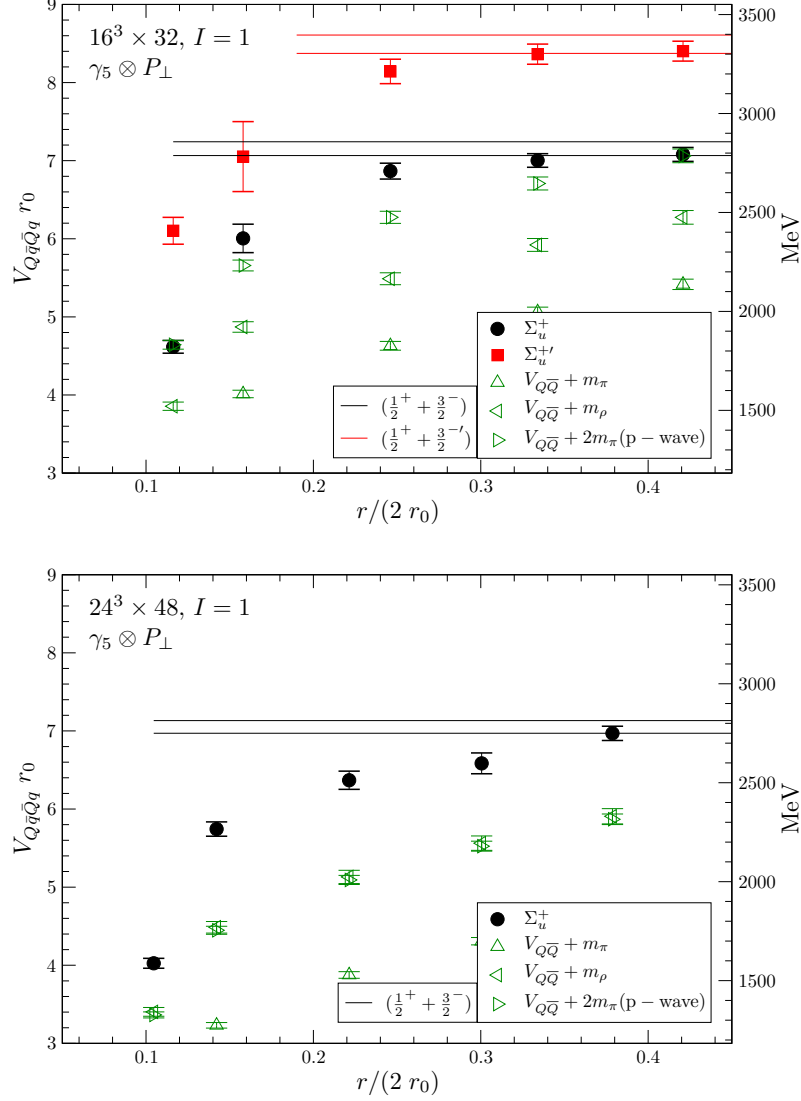 16³ × 32, I = 1
γ₅ ⊗ P⊥
V_{Qq̄Q̄q} r₀
9
8
7
6
5
4
3
3500
3000
2500
2000
1500
MeV
Σ_u^+
Σ_u^{+′}
V_{QQ̄} + m_π
V_{QQ̄} + m_ρ
V_{QQ̄} + 2m_π(p − wave)
(1/2^+ + 3/2^−)
(1/2^+ + 3/2^{−′})
0.1
0.2
0.3
0.4
r/(2 r₀)
24³ × 48, I = 1
γ₅ ⊗ P⊥
V_{Qq̄Q̄q} r₀
9
8
7
6
5
4
3
3500
3000
2500
2000
1500
MeV
Σ_u^+
V_{QQ̄} + m_π
V_{QQ̄} + m_ρ
V_{QQ̄} + 2m_π(p − wave)
(1/2^+ + 3/2^−)
0.1
0.2
0.3
0.4
r/(2 r₀)